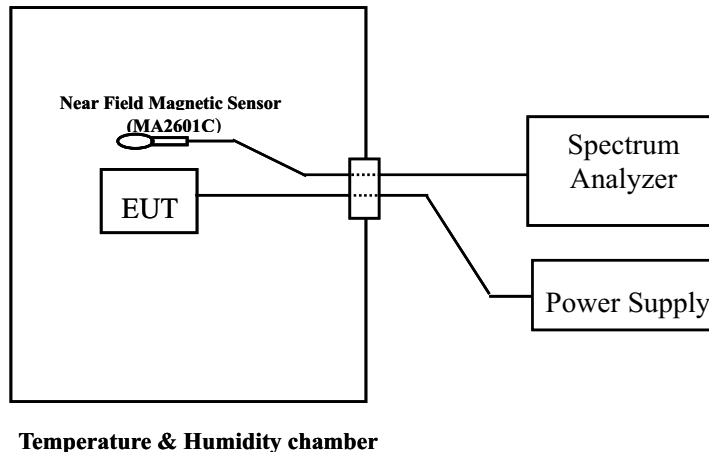 Near Field Magnetic Sensor
(MA2601C)
EUT
Spectrum
Analyzer
Power Supply
Temperature & Humidity chamber